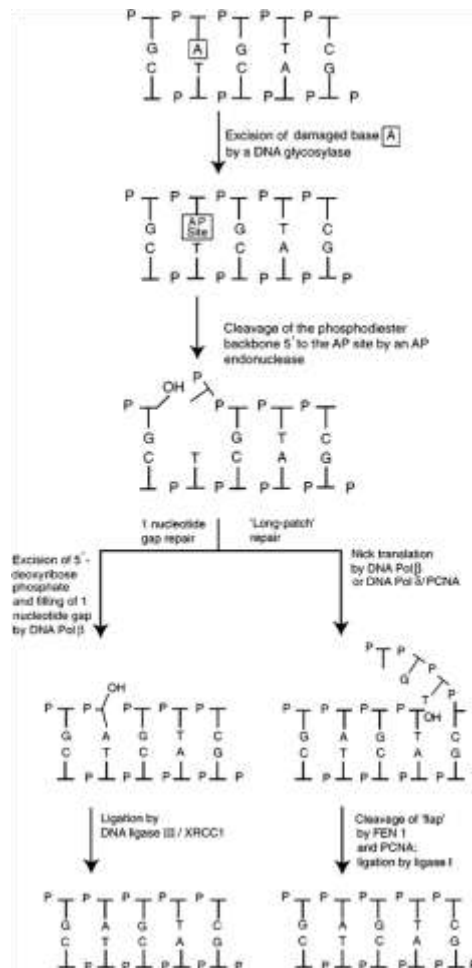 P P P P P
G A G T C
C T C A G
P P P P P
Excision of damaged base A
by a DNA glycosylase
P P P P P
G AP Site G T C
C T C A G
P P P P P
Cleavage of the phosphodiester
backbone 5' to the AP site by an AP
endonuclease
OH P
P P P P
G G T C
C T C A G
P P P P P
1 nucleotide
gap repair
'Long-patch'
repair
Excision of 5'-
deoxyribose
phosphate
and filling of 1
nucleotide gap
by DNA Pol β
Nick translation
by DNA Pol β
or DNA Pol δ/PCNA
OH
P P P P P
G A G T C
C T C A G
P P P P P
P P P P
G T
P P P P OH
G A G T C
C T C A G
P P P P P
Ligation by
DNA ligase III / XRCC1
Cleavage of 'flap'
by FEN 1
and PCNA;
ligation by ligase I
P P P P P
G A G T C
C T C A G
P P P P P
P P P P P
G A G T C
C T C A G
P P P P P